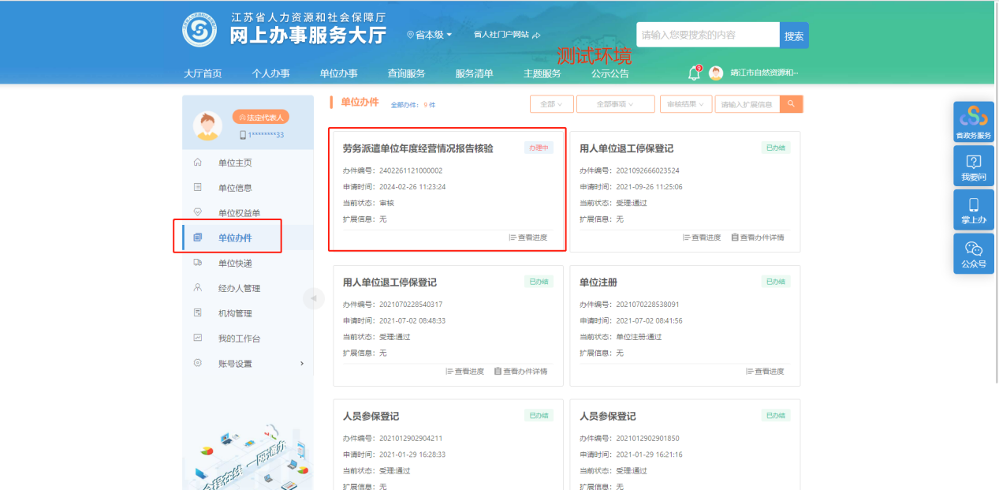 江苏省人力资源和社会保障厅
网上办事服务大厅
省本级
省人社门户网站
请输入您要搜索的内容
搜索
测试环境
大厅首页
个人办事
单位办事
查询服务
服务清单
主题服务
公示公告
9
靖江市自然资源和···
法定代表人
1********33
单位主页
单位信息
单位权益单
单位办件
单位快递
经办人管理
机构管理
我的工作台
账号设置
全程在线 一网通办
单位办件
全部办件： 9 件
全部
全部事项
审核结果
请输入扩展信息
劳务派遣单位年度经营情况报告核验
办理中
办件编号：2402261121000002
申请时间：2024-02-26 11:23:24
当前状态：审核
扩展信息：无
查看进度
用人单位退工停保登记
已办结
办件编号：2021092666023524
申请时间：2021-09-26 11:25:06
当前状态：受理:通过
扩展信息：无
查看进度
查看办件详情
用人单位退工停保登记
已办结
办件编号：2021070228540317
申请时间：2021-07-02 08:48:33
当前状态：受理:通过
扩展信息：无
查看进度
查看办件详情
单位注册
已办结
办件编号：2021070228538091
申请时间：2021-07-02 08:41:56
当前状态：单位注册:通过
扩展信息：无
查看进度
人员参保登记
已办结
办件编号：2021012902904211
申请时间：2021-01-29 16:28:33
当前状态：受理:通过
扩展信息：无
人员参保登记
已办结
办件编号：2021012902901850
申请时间：2021-01-29 16:21:16
当前状态：受理:通过
扩展信息：无
省政务服务
我要问
掌上办
公众号